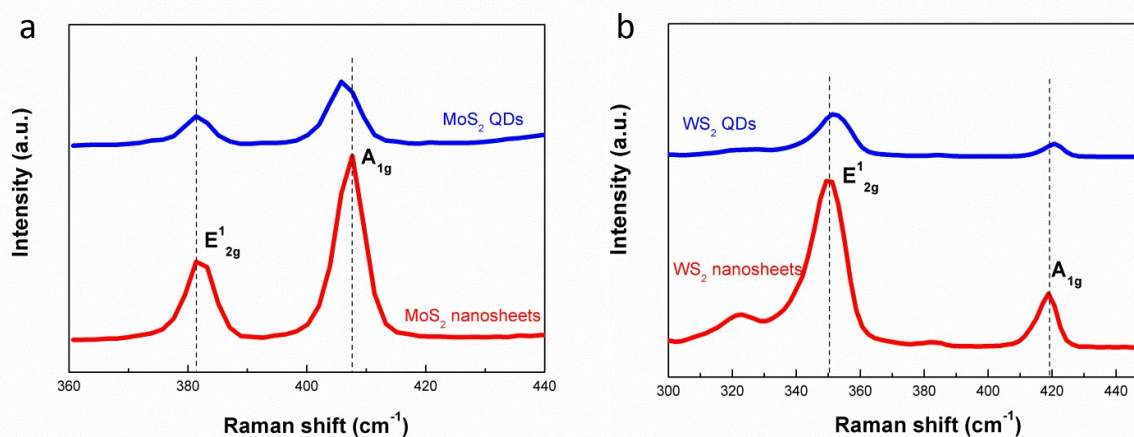 a
Intensity (a.u.)
MoS₂ QDs
A₁g
E¹₂g
MoS₂ nanosheets
360 380 400 420 440
Raman shift (cm⁻¹)
b
Intensity (a.u.)
WS₂ QDs
E¹₂g
WS₂ nanosheets
A₁g
300 320 340 360 380 400 420 440
Raman shift (cm⁻¹)